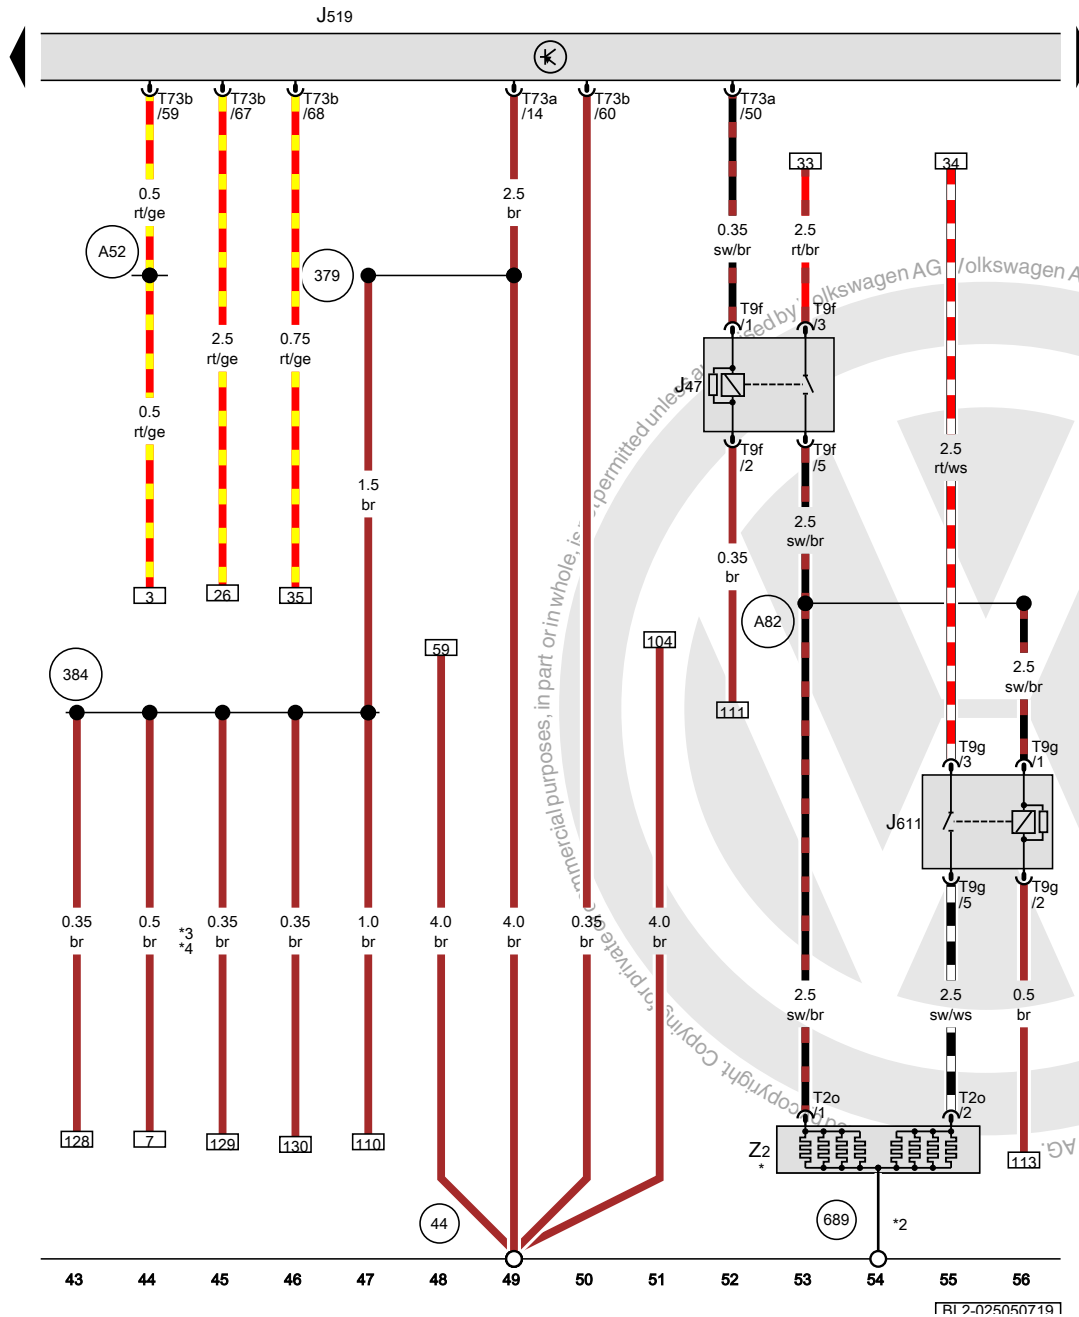 J519
T73b
/59
T73b
/67
T73b
/68
T73a
/14
T73b
/60
T73a
/50
33
34
0.5
rt/ge
2.5
br
0.35
sw/br
2.5
rt/br
A52
379
T9f
/1
T9f
/3
2.5
rt/ge
0.75
rt/ge
J47
0.5
rt/ge
T9f
/2
T9f
/5
2.5
rt/ws
1.5
br
2.5
sw/br
0.35
br
3
26
35
A82
59
104
384
2.5
sw/br
111
T9g
/3
T9g
/1
J611
T9g
/5
T9g
/2
0.35
br
0.5
br
*3
*4
0.35
br
0.35
br
1.0
br
4.0
br
4.0
br
0.35
br
4.0
br
2.5
sw/br
2.5
sw/ws
0.5
br
T2o
/1
T2o
/2
128
7
129
130
110
Z2
*
113
44
689
*2
43 44 45 46 47 48 49 50 51 52 53 54 55 56
BL2-025050719